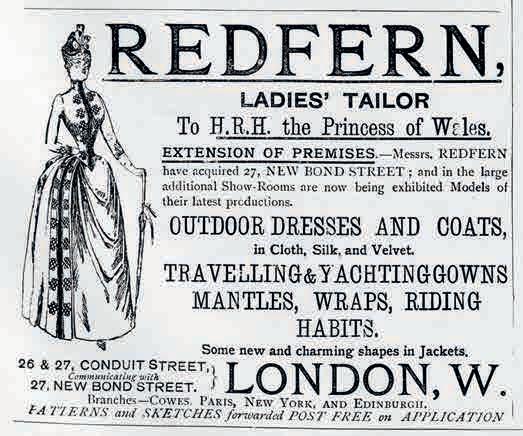 REDFERN,
LADIES' TAILOR
To H.R.H. the Princess of Wales.
EXTENSION OF PREMISES.—Messrs. REDFERN
have acquired 27, NEW BOND STREET; and in the large
additional Show-Rooms are now being exhibited Models of
their latest productions.
OUTDOOR DRESSES AND COATS,
in Cloth, Silk, and Velvet.
TRAVELLING & YACHTING GOWNS
MANTLES, WRAPS, RIDING
HABITS.
Some new and charming shapes in Jackets.
26 & 27, CONDUIT STREET,
Communicating with
27, NEW BOND STREET.
LONDON, W.
Branches—COWES, PARIS, NEW YORK, AND EDINBURGH.
PATTERNS and SKETCHES forwarded POST FREE on APPLICATION